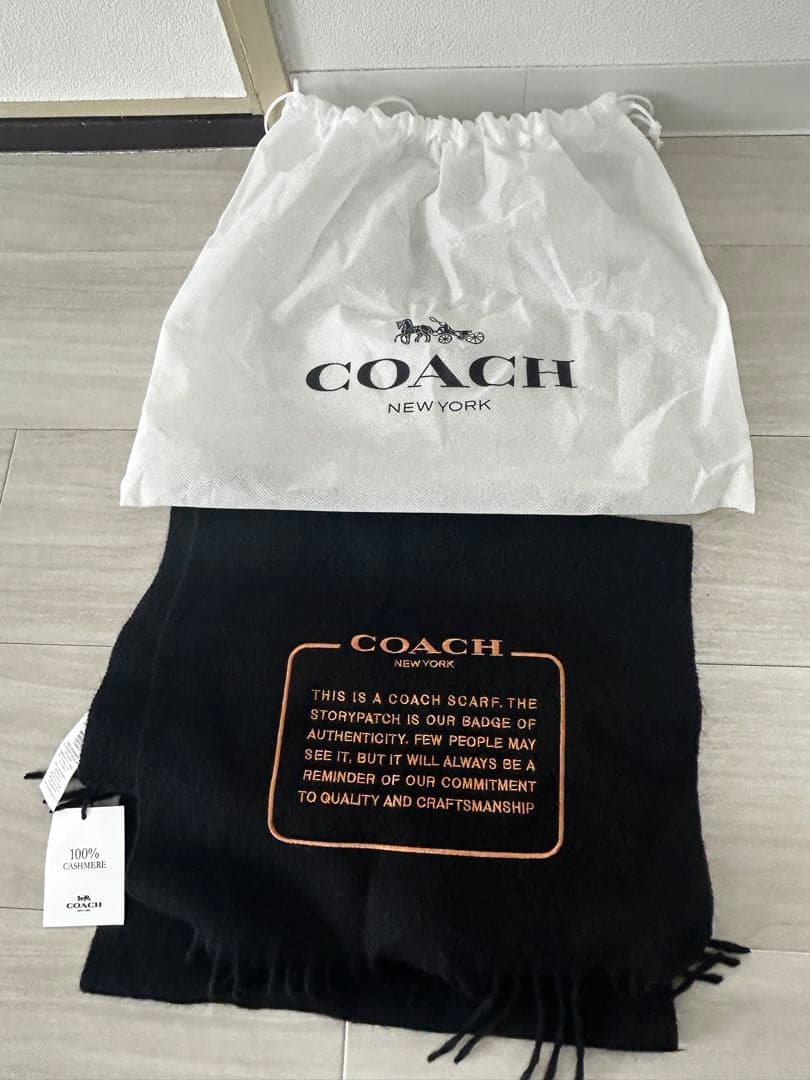 COACH
NEW YORK
COACH
NEW YORK
THIS IS A COACH SCARF. THE
STORYPATCH IS OUR BADGE OF
AUTHENTICITY. FEW PEOPLE MAY
SEE IT, BUT IT WILL ALWAYS BE A
REMINDER OF OUR COMMITMENT
TO QUALITY AND CRAFTSMANSHIP
100%
CASHMERE
COACH
NEW YORK